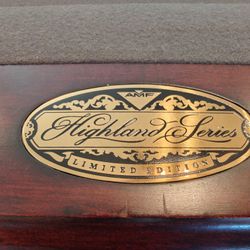 AMF
Highland Series
LIMITED EDITION